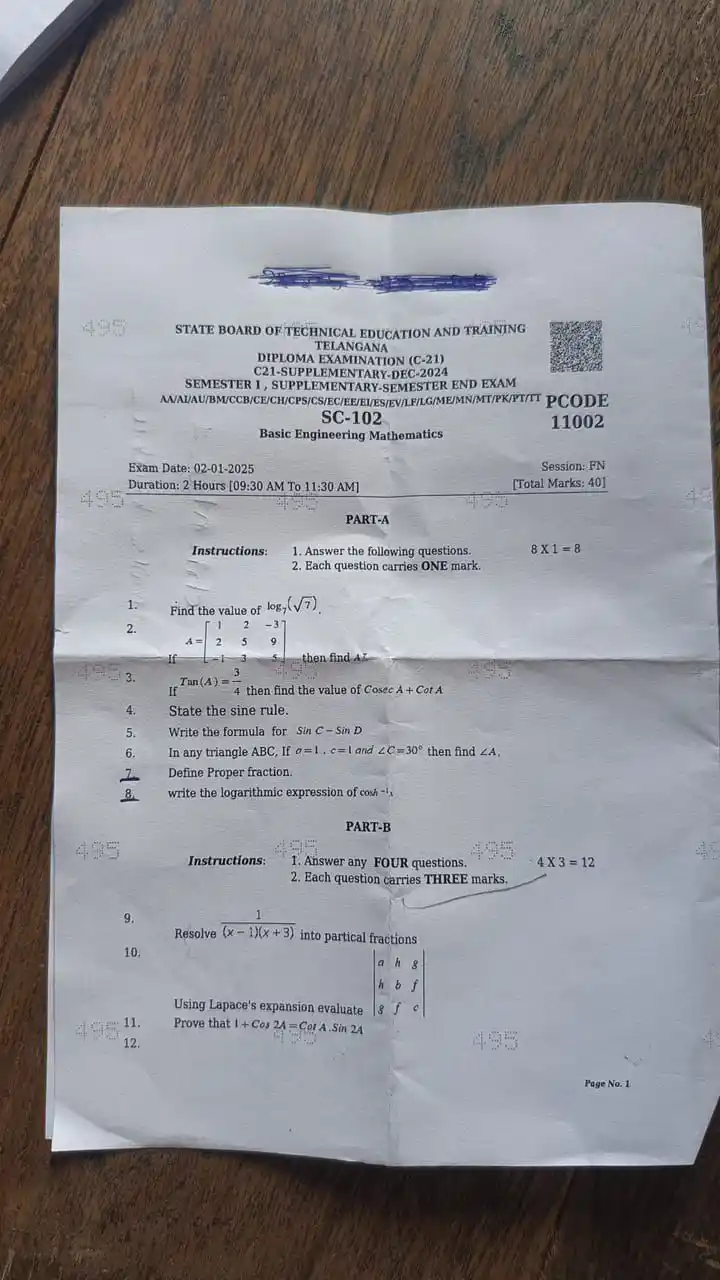 STATE BOARD OF TECHNICAL EDUCATION AND TRAINING
TELANGANA
DIPLOMA EXAMINATION (C-21)
C21-SUPPLEMENTARY-DEC-2024
SEMESTER I , SUPPLEMENTARY-SEMESTER END EXAM
AA/AI/AU/BM/CCB/CE/CH/CPS/CS/EC/EE/EI/ES/EV/LF/LG/ME/MN/MT/PK/PT/TT PCODE
SC-102 11002
Basic Engineering Mathematics
Exam Date: 02-01-2025 Session: FN
Duration: 2 Hours [09:30 AM To 11:30 AM] [Total Marks: 40]
PART-A
Instructions: 1. Answer the following questions. 8 X 1 = 8
2. Each question carries ONE mark.
1. Find the value of log₇(√7).
2. If A = [1 2 -3
2 5 9
-1 3 5] then find
3. If Tan(A) = 3/4 then find the value of Cosec A + Cot A
4. State the sine rule.
5. Write the formula for Sin C − Sin D
6. In any triangle ABC, If a=1 , c=1 and ∠C=30° then find ∠A.
7. Define Proper fraction.
8. write the logarithmic expression of cosh⁻¹x
PART-B
Instructions: 1. Answer any FOUR questions. 4 X 3 = 12
2. Each question carries THREE marks.
9. Resolve 1/(x − 1)(x + 3) into partical fractions
10. Using Lapace's expansion evaluate |a h g
h b f
g f c|
11. Prove that 1 + Cos 2A = Cot A . Sin 2A
12.
Page No. 1
495